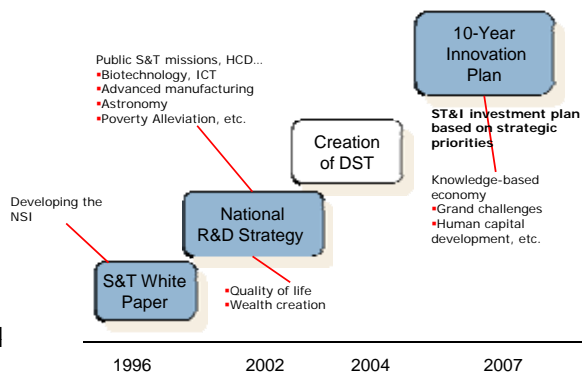 10-Year
Innovation
Plan
Public S&T missions, HCD...
▪Biotechnology, ICT
▪Advanced manufacturing
▪Astronomy
▪Poverty Alleviation, etc.
ST&I investment plan
based on strategic
priorities
Creation
of DST
Knowledge-based
economy
▪Grand challenges
▪Human capital
development, etc.
Developing the
NSI
National
R&D Strategy
S&T White
Paper
▪Quality of life
▪Wealth creation
1996 2002 2004 2007